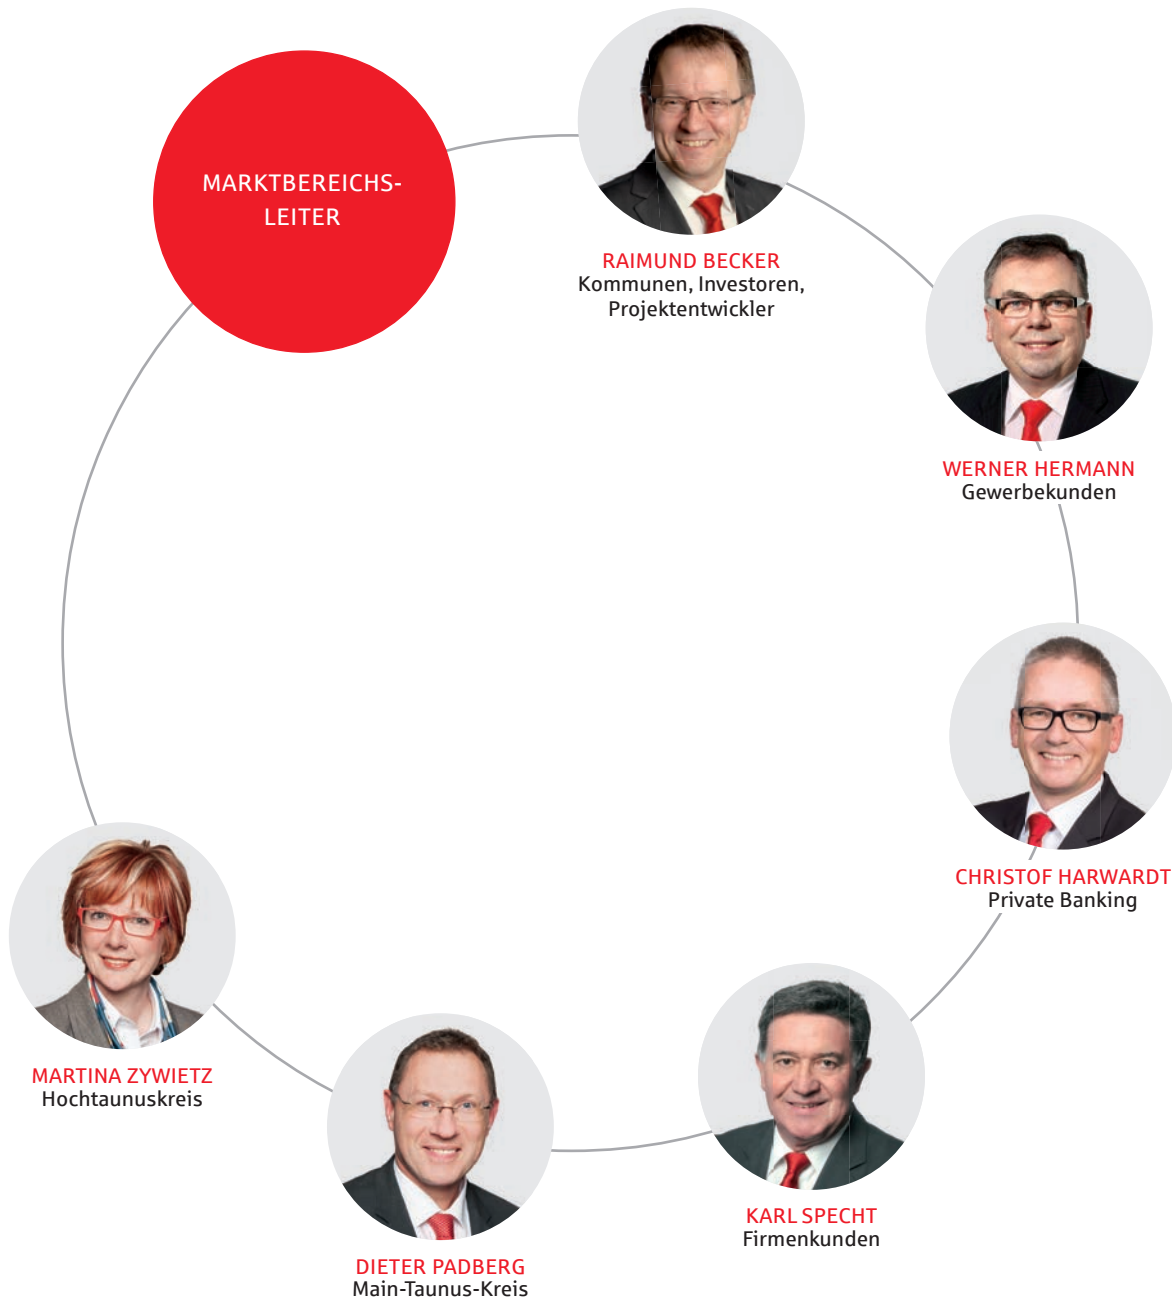 MARKTBEREICHS-
LEITER
RAIMUND BECKER
Kommunen, Investoren,
Projektentwickler
WERNER HERMANN
Gewerbekunden
CHRISTOF HARWARDT
Private Banking
KARL SPECHT
Firmenkunden
DIETER PADBERG
Main-Taunus-Kreis
MARTINA ZYWIETZ
Hochtaunuskreis